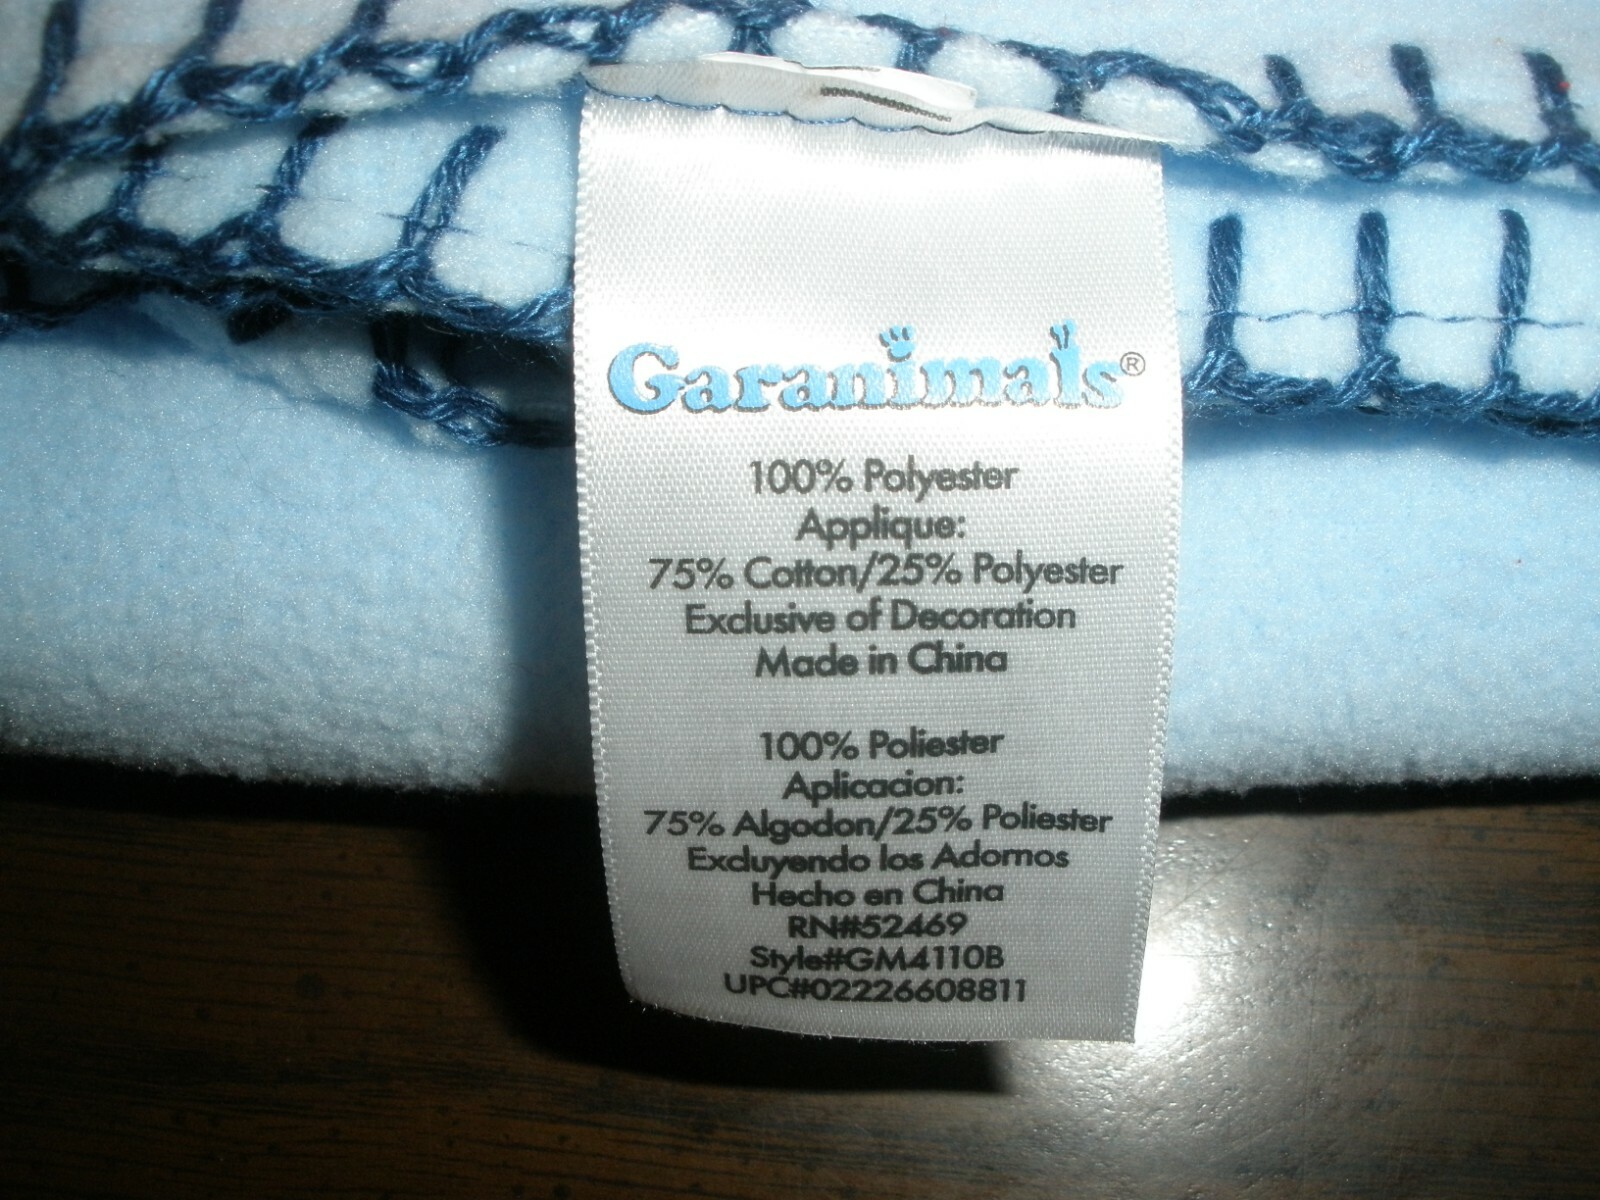 Garanimals®
100% Polyester
Applique:
75% Cotton/25% Polyester
Exclusive of Decoration
Made in China
100% Poliester
Aplicacion:
75% Algodon/25% Poliester
Excluyendo los Adornos
Hecho en China
RN#52469
Style#GM4110B
UPC#02226608811